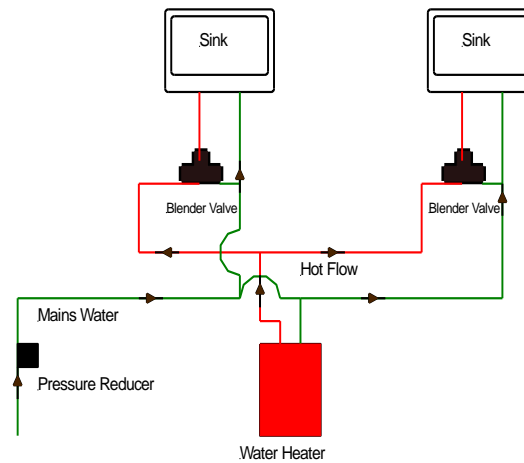 Sink
Sink
Blender Valve
Blender Valve
Hot Flow
Mains Water
Pressure Reducer
Water Heater